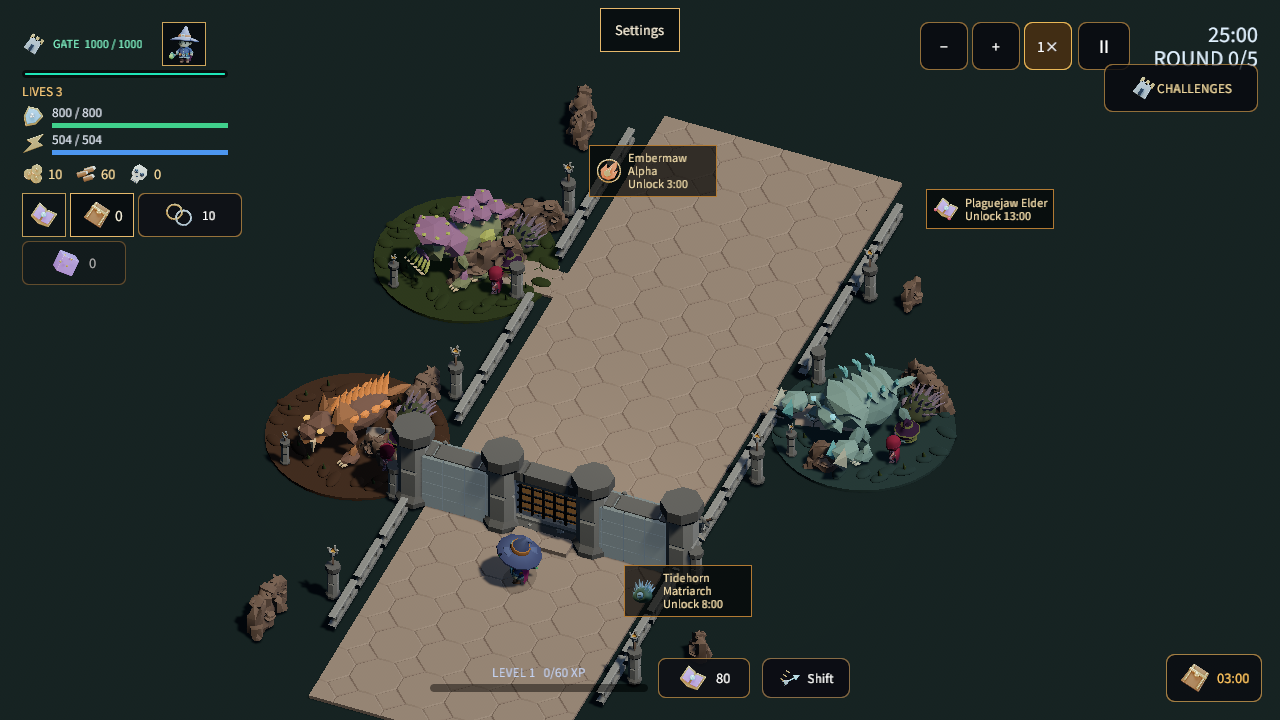 GATE 1000 / 1000
LIVES 3
800 / 800
504 / 504
10 60 0
0 10
0
Settings
− + 1× II
25:00
ROUND 0/5
CHALLENGES
Embermaw
Alpha
Unlock 3:00
Plaguejaw Elder
Unlock 13:00
Tidehorn
Matriarch
Unlock 8:00
LEVEL 1 0/60 XP
80
Shift
03:00